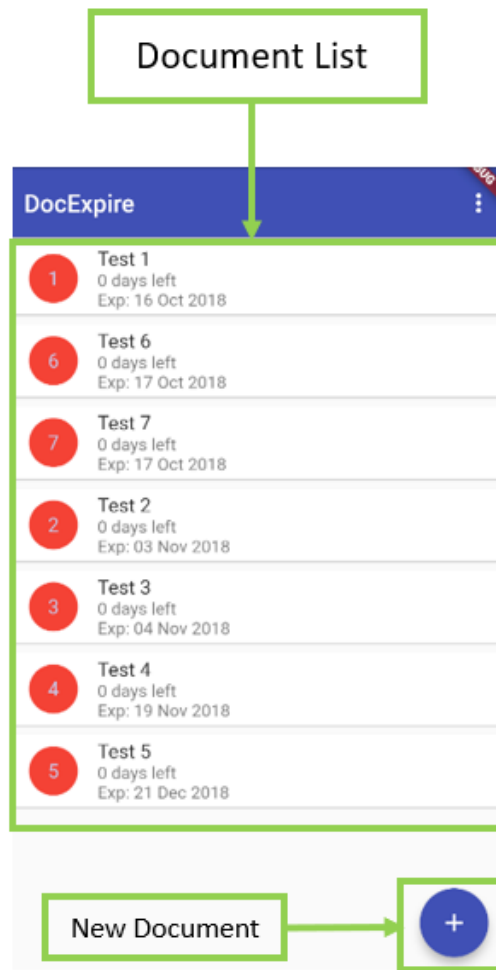 Document List
DocExpire
1
Test 1
0 days left
Exp: 16 Oct 2018
6
Test 6
0 days left
Exp: 17 Oct 2018
7
Test 7
0 days left
Exp: 17 Oct 2018
2
Test 2
0 days left
Exp: 03 Nov 2018
3
Test 3
0 days left
Exp: 04 Nov 2018
4
Test 4
0 days left
Exp: 19 Nov 2018
5
Test 5
0 days left
Exp: 21 Dec 2018
New Document
+